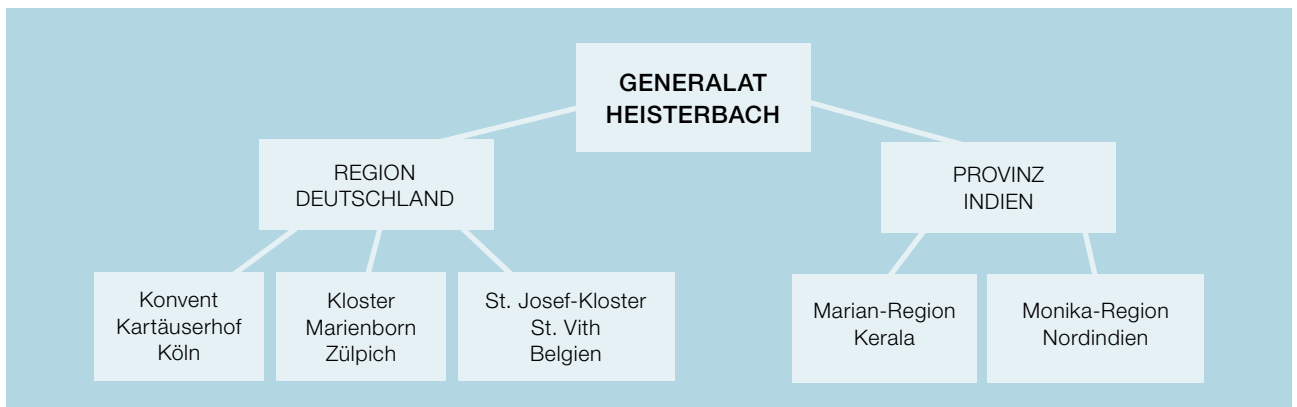 GENERALAT
HEISTERBACH
REGION
DEUTSCHLAND
PROVINZ
INDIEN
Konvent
Kartäuserhof
Köln
Kloster
Marienborn
Zülpich
St. Josef-Kloster
St. Vith
Belgien
Marian-Region
Kerala
Monika-Region
Nordindien